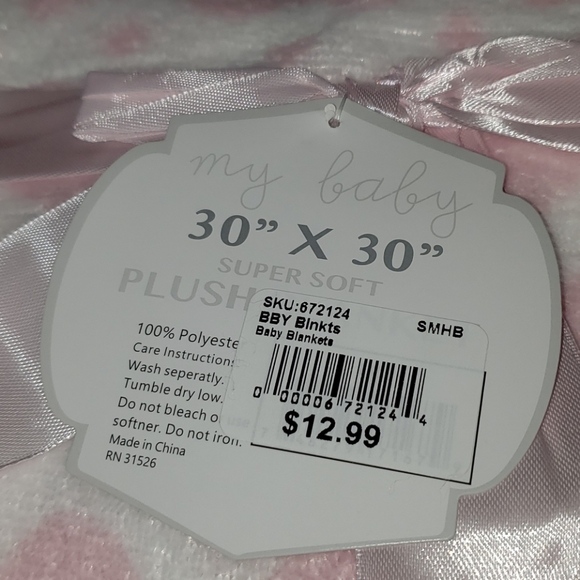 my baby
30” X 30”
SUPER SOFT
PLUSH
SKU:672124
BBY Blnkts SMHB
Baby Blankets
0 00006 72124 4
$12.99
100% Polyeste
Care Instructions:
Wash seperatly.
Tumble dry low.
Do not bleach o
softner. Do not iron.
Made in China
RN 31526